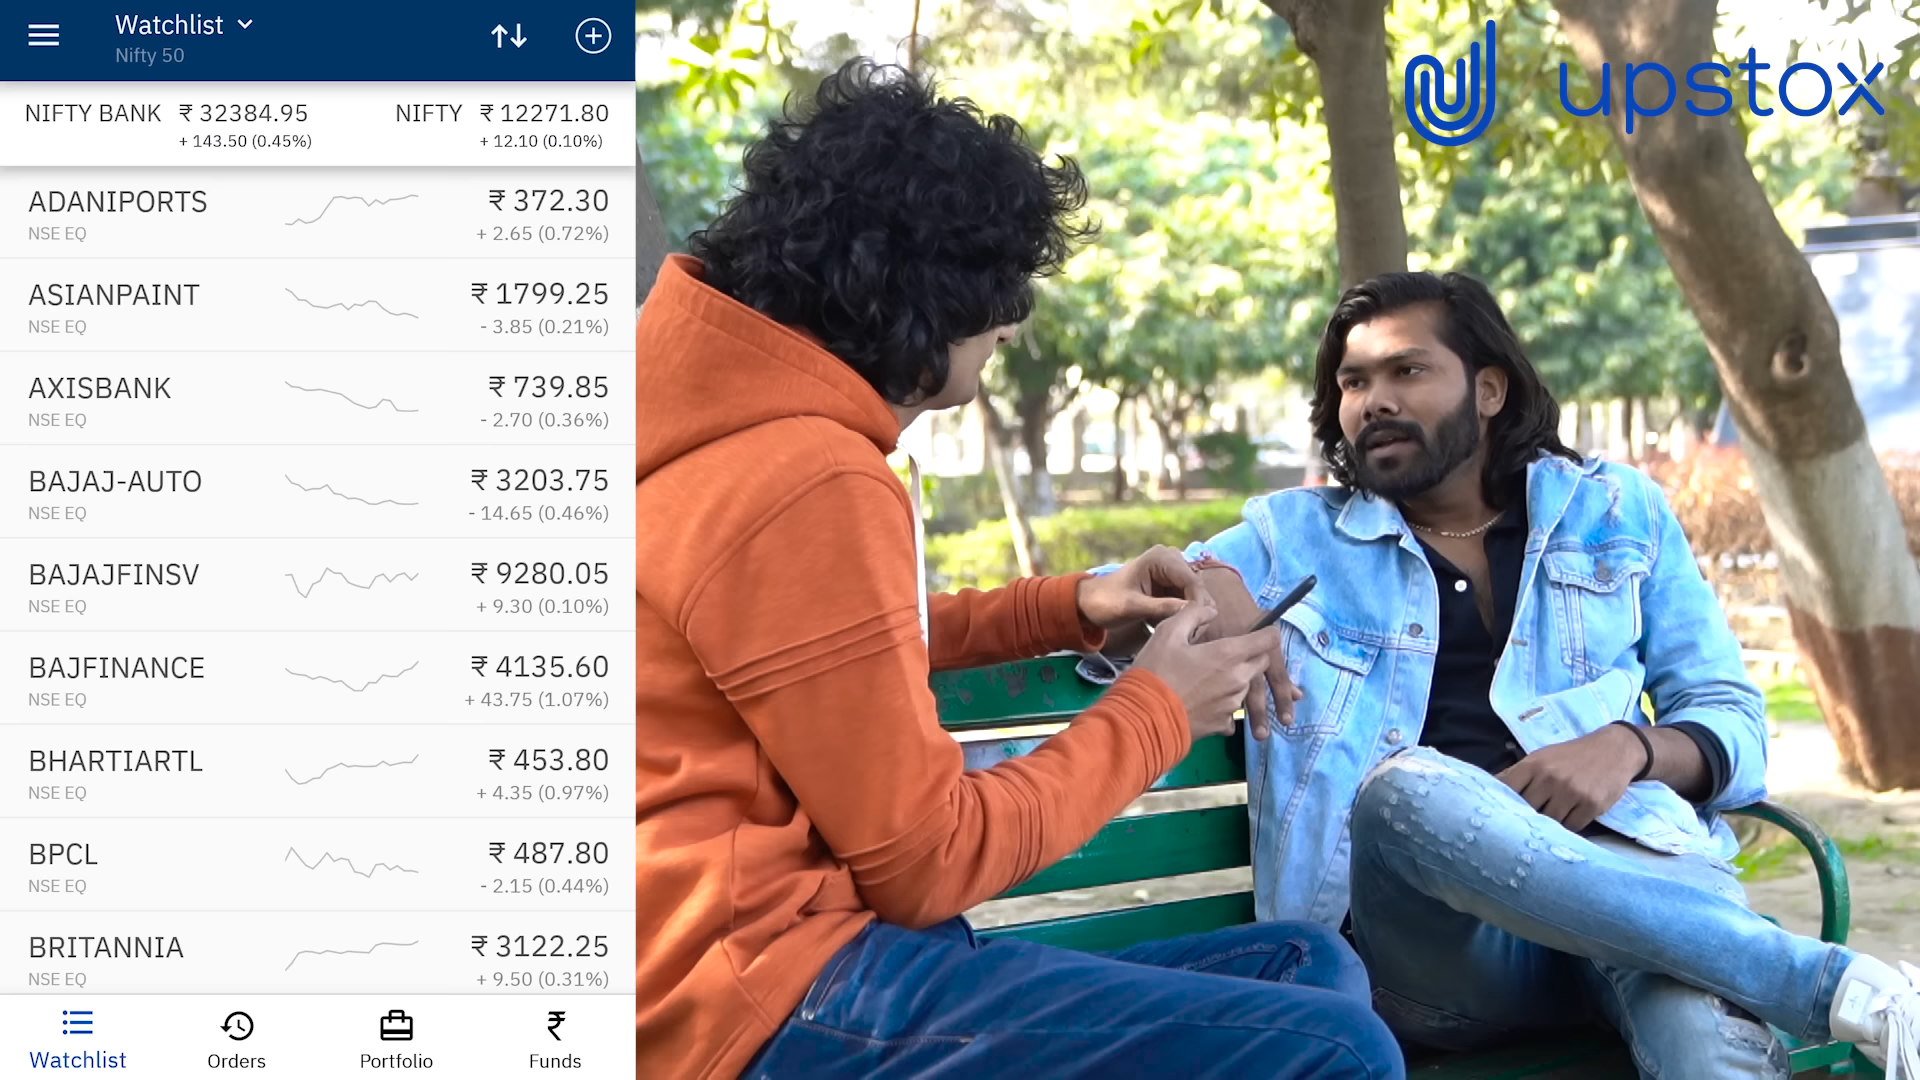 Watchlist
Nifty 50
NIFTY BANK ₹ 32384.95
+ 143.50 (0.45%)
NIFTY ₹ 12271.80
+ 12.10 (0.10%)
ADANIPORTS ₹ 372.30
NSE EQ + 2.65 (0.72%)
ASIANPAINT ₹ 1799.25
NSE EQ - 3.85 (0.21%)
AXISBANK ₹ 739.85
NSE EQ - 2.70 (0.36%)
BAJAJ-AUTO ₹ 3203.75
NSE EQ - 14.65 (0.46%)
BAJAJFINSV ₹ 9280.05
NSE EQ + 9.30 (0.10%)
BAJFINANCE ₹ 4135.60
NSE EQ + 43.75 (1.07%)
BHARTIARTL ₹ 453.80
NSE EQ + 4.35 (0.97%)
BPCL ₹ 487.80
NSE EQ - 2.15 (0.44%)
BRITANNIA ₹ 3122.25
NSE EQ + 9.50 (0.31%)
Watchlist Orders Portfolio Funds
upstox